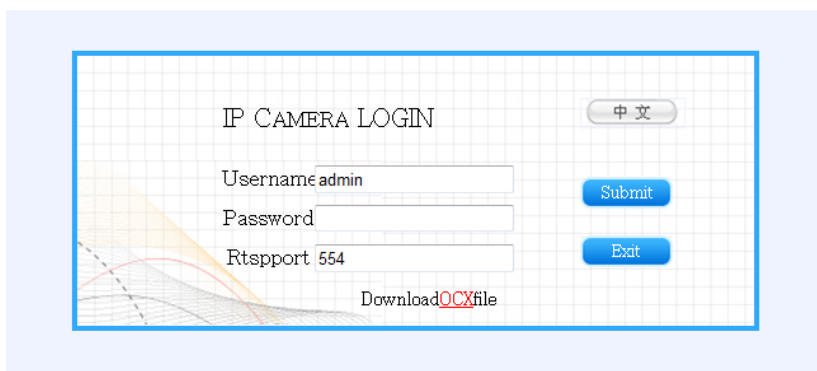 IP CAMERA LOGIN
中文
Username admin
Submit
Password
Rtspport 554
Exit
DownloadOCXfile